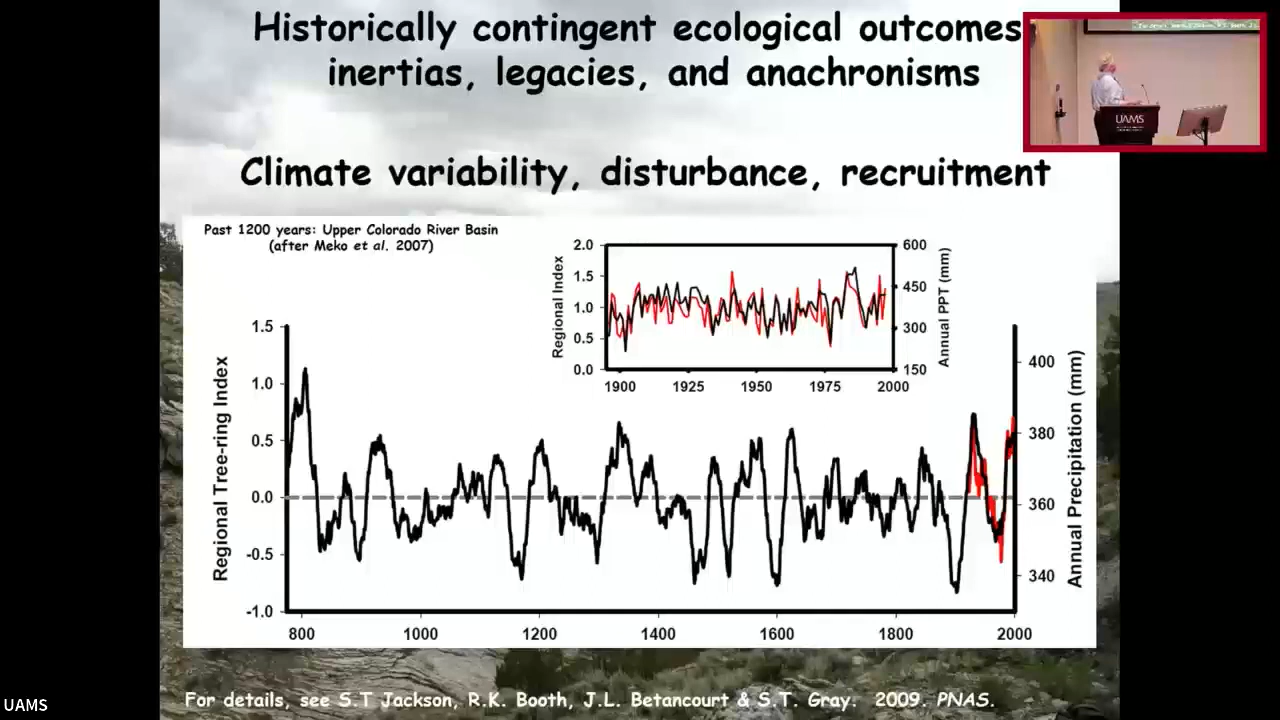 Historically contingent ecological outcomes
inertias, legacies, and anachronisms
UAMS
Climate variability, disturbance, recruitment
Past 1200 years: Upper Colorado River Basin
(after Meko et al. 2007)
Regional Index
2.0
1.5
1.0
0.5
0.0
600
450
300
150
Annual PPT (mm)
1900 1925 1950 1975 2000
Regional Tree-ring Index
1.5
1.0
0.5
0.0
-0.5
-1.0
400
380
360
340
Annual Precipitation (mm)
800 1000 1200 1400 1600 1800 2000
For details, see S.T Jackson, R.K. Booth, J.L. Betancourt & S.T. Gray. 2009. PNAS.
UAMS